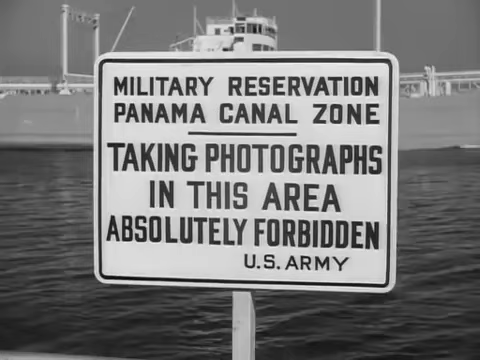 MILITARY RESERVATION
PANAMA CANAL ZONE
TAKING PHOTOGRAPHS
IN THIS AREA
ABSOLUTELY FORBIDDEN
U.S. ARMY